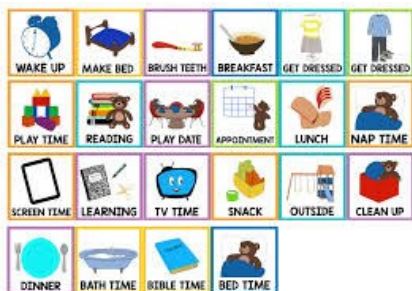 WAKE UP
MAKE BED
BRUSH TEETH
BREAKFAST
GET DRESSED
GET DRESSED
PLAY TIME
READING
PLAY DATE
APPOINTMENT
LUNCH
NAP TIME
SCREEN TIME
LEARNING
TV TIME
SNACK
OUTSIDE
CLEAN UP
DINNER
BATH TIME
BIBLE TIME
BED TIME